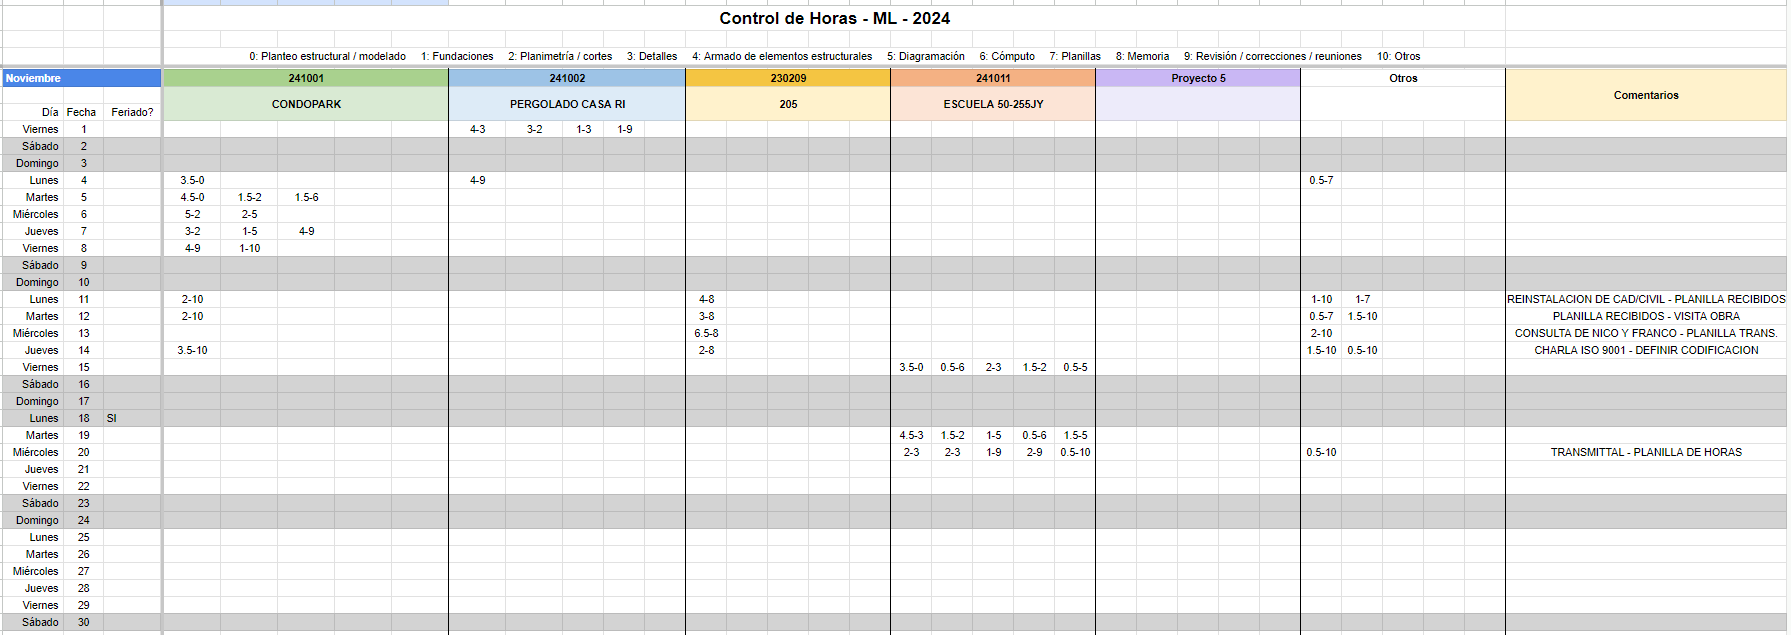 Control de Horas - ML - 2024
0: Planteo estructural / modelado 1: Fundaciones 2: Planimetría / cortes 3: Detalles 4: Armado de elementos estructurales 5: Diagramación 6: Cómputo 7: Planillas 8: Memoria 9: Revisión / correcciones / reuniones 10: Otros
Noviembre 241001 241002 230209 241011 Proyecto 5 Otros Comentarios
Día Fecha Feriado? CONDOPARK PERGOLADO CASA RI 205 ESCUELA 50-255JY
Viernes 1 4-3 3-2 1-3 1-9
Sábado 2
Domingo 3
Lunes 4 3.5-0 4-9 0.5-7
Martes 5 4.5-0 1.5-2 1.5-6
Miércoles 6 5-2 2-5
Jueves 7 3-2 1-5 4-9
Viernes 8 4-9 1-10
Sábado 9
Domingo 10
Lunes 11 2-10 4-8 1-10 1-7 REINSTALACION DE CAD/CIVIL - PLANILLA RECIBIDOS
Martes 12 2-10 3-8 0.5-7 1.5-10 PLANILLA RECIBIDOS - VISITA OBRA
Miércoles 13 6.5-8 2-10 CONSULTA DE NICO Y FRANCO - PLANILLA TRANS.
Jueves 14 3.5-10 2-8 1.5-10 0.5-10 CHARLA ISO 9001 - DEFINIR CODIFICACION
Viernes 15 3.5-0 0.5-6 2-3 1.5-2 0.5-5
Sábado 16
Domingo 17
Lunes 18 SI
Martes 19 4.5-3 1.5-2 1-5 0.5-6 1.5-5
Miércoles 20 2-3 2-3 1-9 2-9 0.5-10 0.5-10 TRANSMITTAL - PLANILLA DE HORAS
Jueves 21
Viernes 22
Sábado 23
Domingo 24
Lunes 25
Martes 26
Miércoles 27
Jueves 28
Viernes 29
Sábado 30